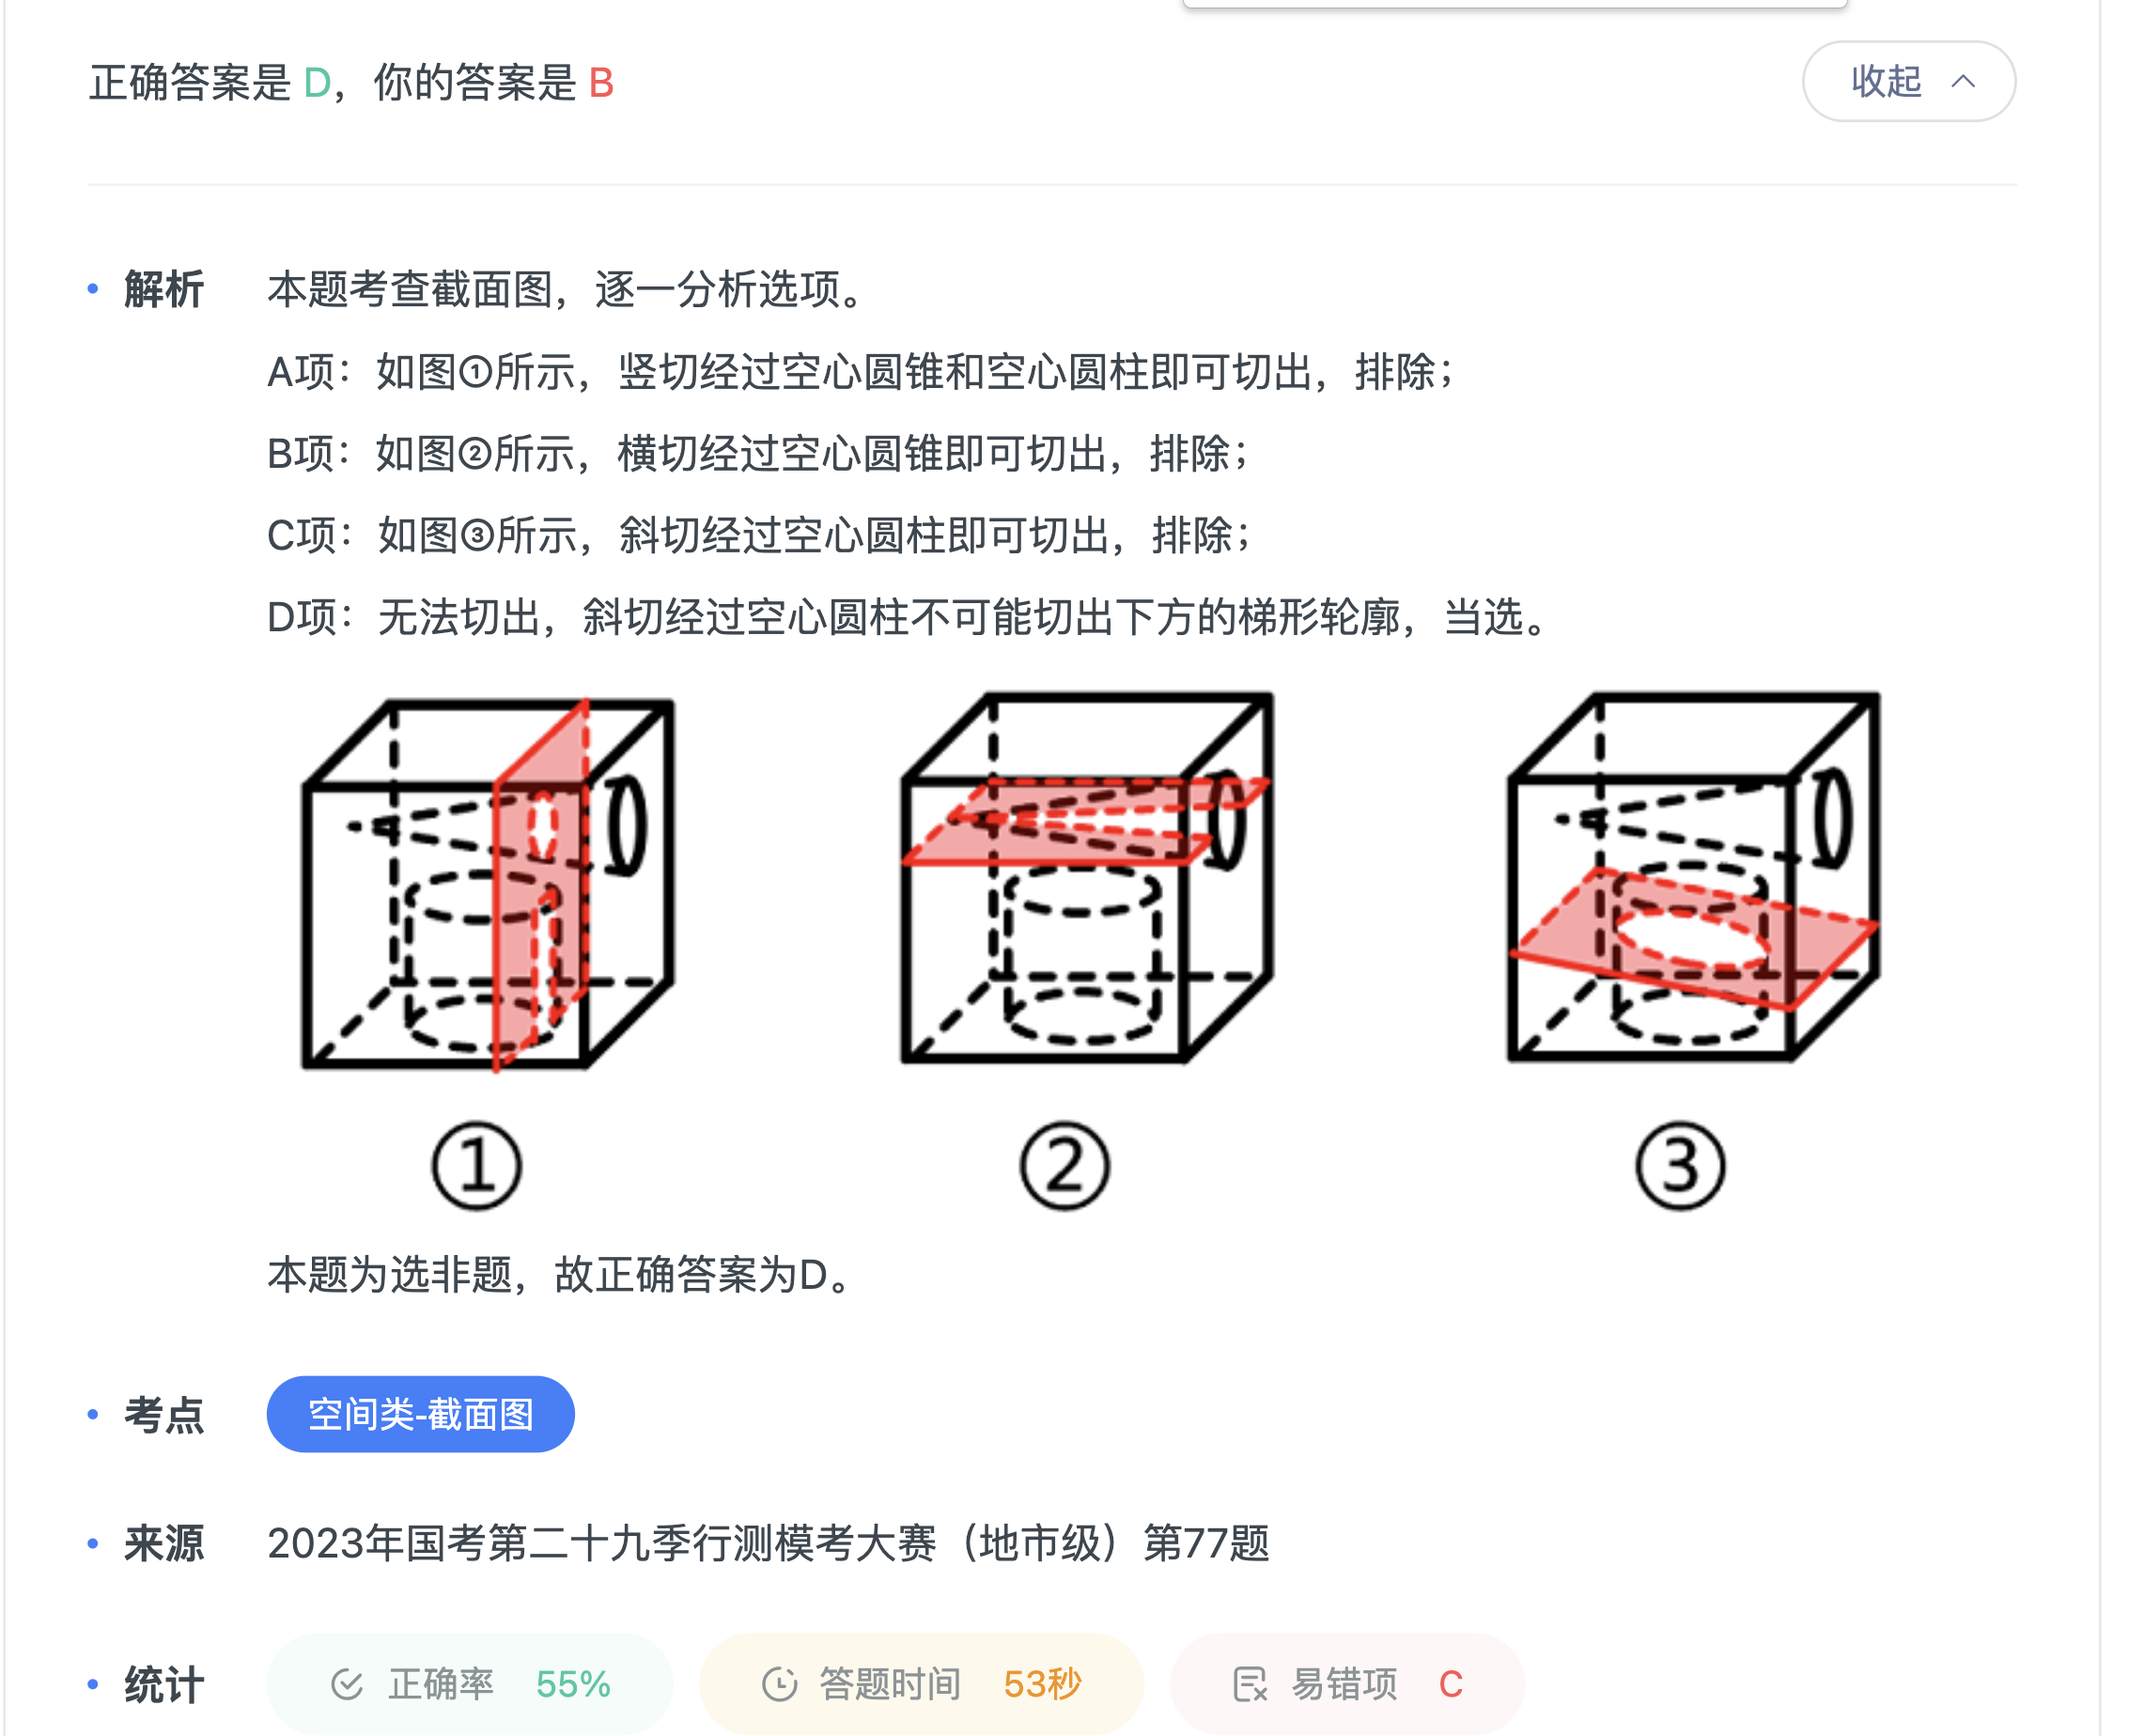 正确答案是 D，你的答案是 B
收起
解析 本题考查截面图，逐一分析选项。
A项：如图①所示，竖切经过空心圆锥和空心圆柱即可切出，排除；
B项：如图②所示，横切经过空心圆锥即可切出，排除；
C项：如图③所示，斜切经过空心圆柱即可切出，排除；
D项：无法切出，斜切经过空心圆柱不可能切出下方的梯形轮廓，当选。
① ② ③
本题为选非题，故正确答案为D。
考点 空间类-截面图
来源 2023年国考第二十九季行测模考大赛（地市级）第77题
统计 正确率 55% 答题时间 53秒 易错项 C